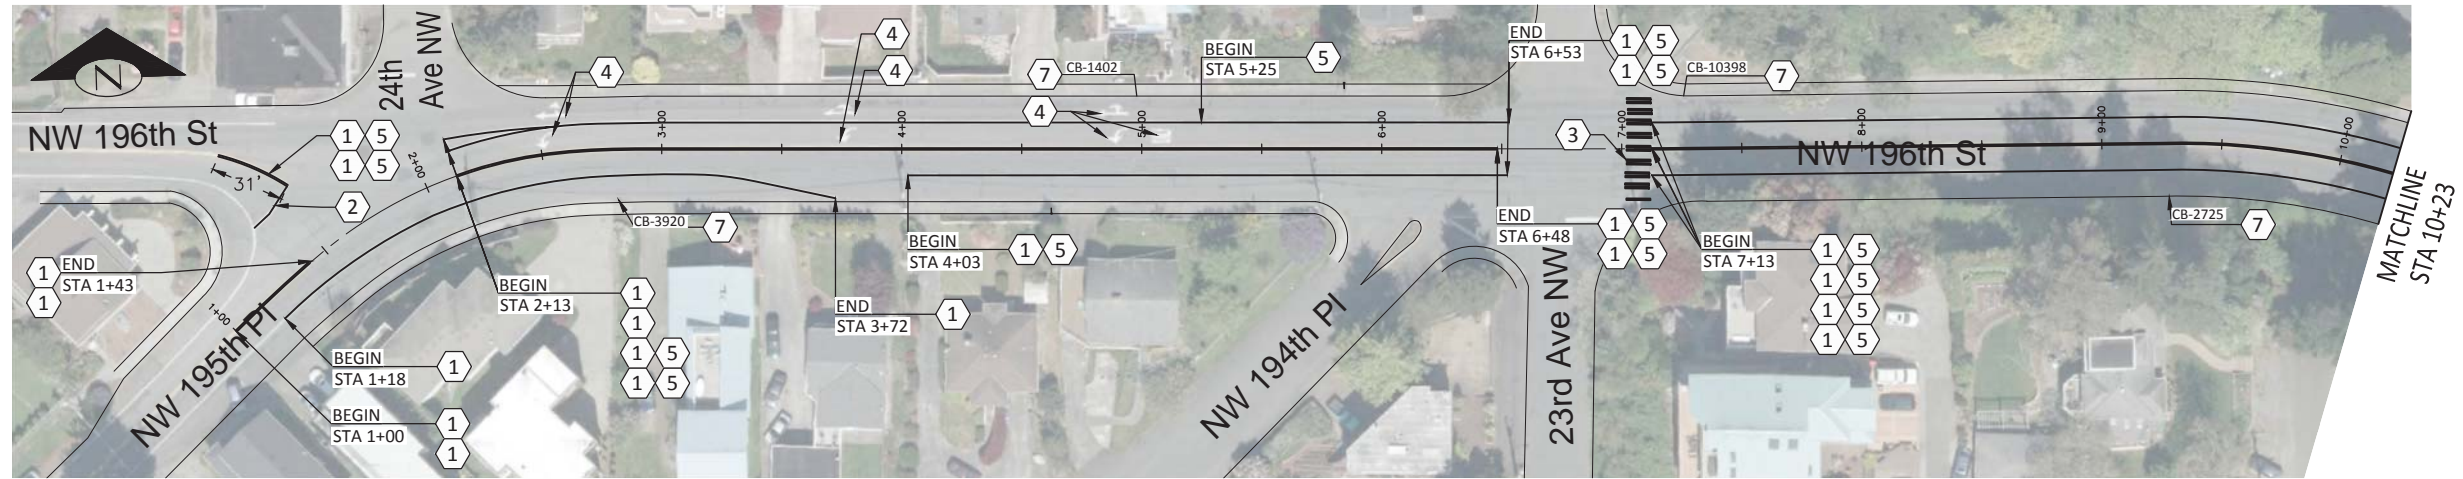 N
24th
Ave NW
NW 196th St
1 5
1 5
31'
2
4
4
4
7
CB-1402
4
BEGIN
STA 5+25
5
END
STA 6+53
1 5
1 5
CB-10398
7
2+00
3+00
4+00
5+00
6+00
7+00
8+00
9+00
10+00
3
NW 196th St
MATCHLINE
STA 10+23
CB-3920
7
CB-2725
7
1
1
END
STA 1+43
1+00
NW 195th Pl
BEGIN
STA 1+18
1
BEGIN
STA 1+00
1
1
BEGIN
STA 2+13
1
1
1 5
1 5
END
STA 3+72
1
BEGIN
STA 4+03
1 5
NW 194th Pl
END
STA 6+48
1 5
1 5
23rd Ave NW
BEGIN
STA 7+13
1 5
1 5
1 5
1 5